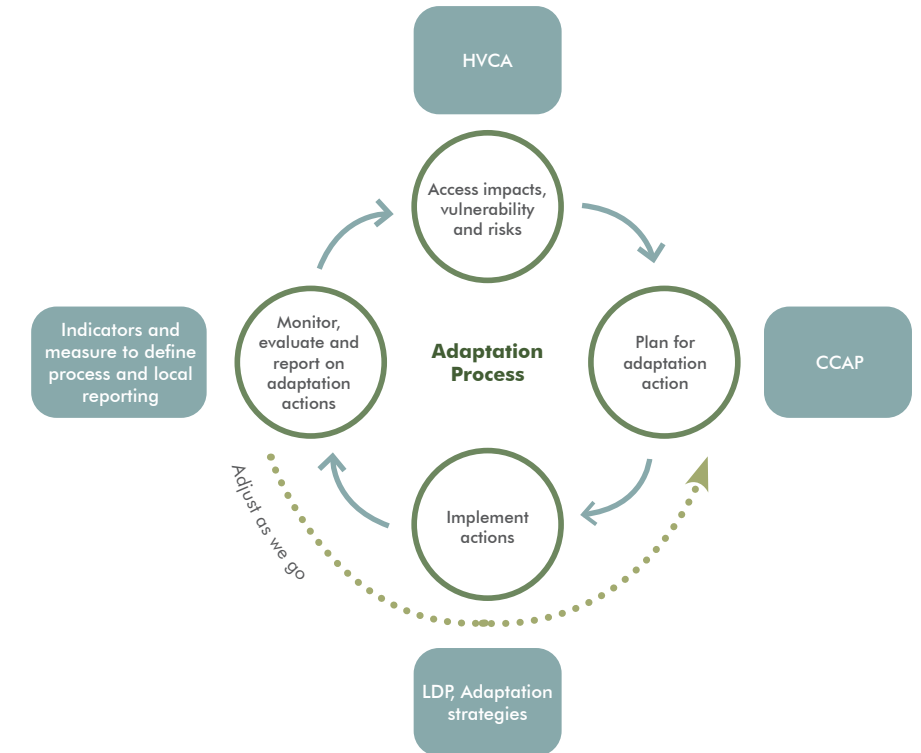 HVCA
Access impacts,
vulnerability
and risks
Indicators and
measure to define
process and local
reporting
Monitor,
evaluate and
report on
adaptation
actions
Adaptation
Process
Plan for
adaptation
action
CCAP
Adjust as we go
Implement
actions
LDP, Adaptation
strategies